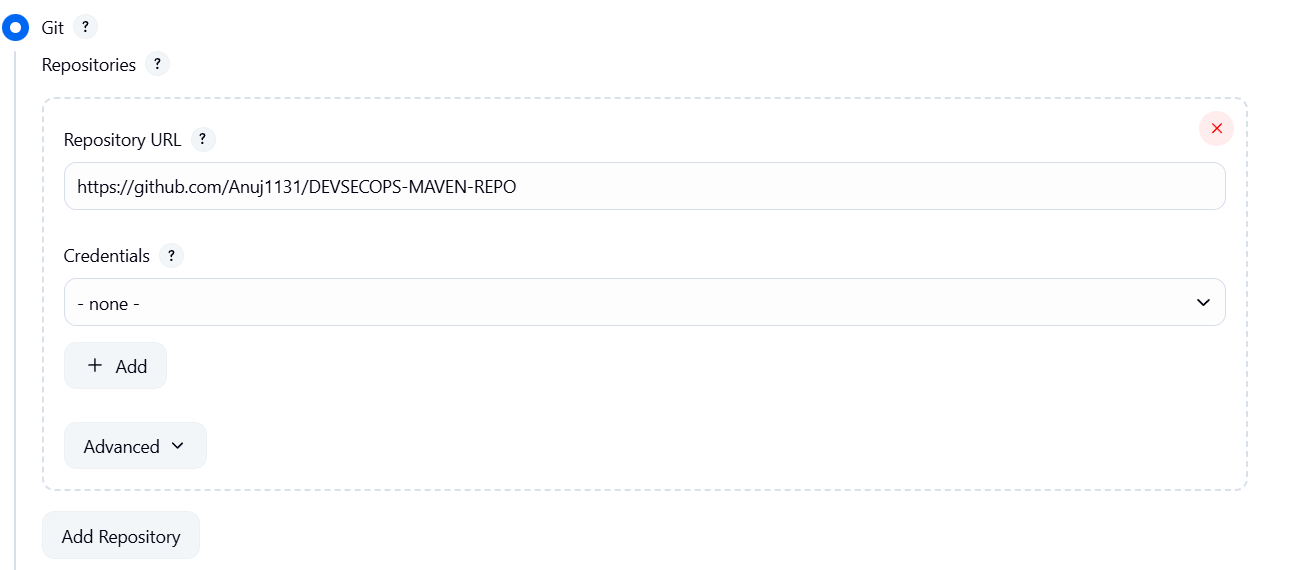 Git ?
Repositories ?
Repository URL ?
https://github.com/Anuj1131/DEVSECOPS-MAVEN-REPO
Credentials ?
- none -
+ Add
Advanced
Add Repository